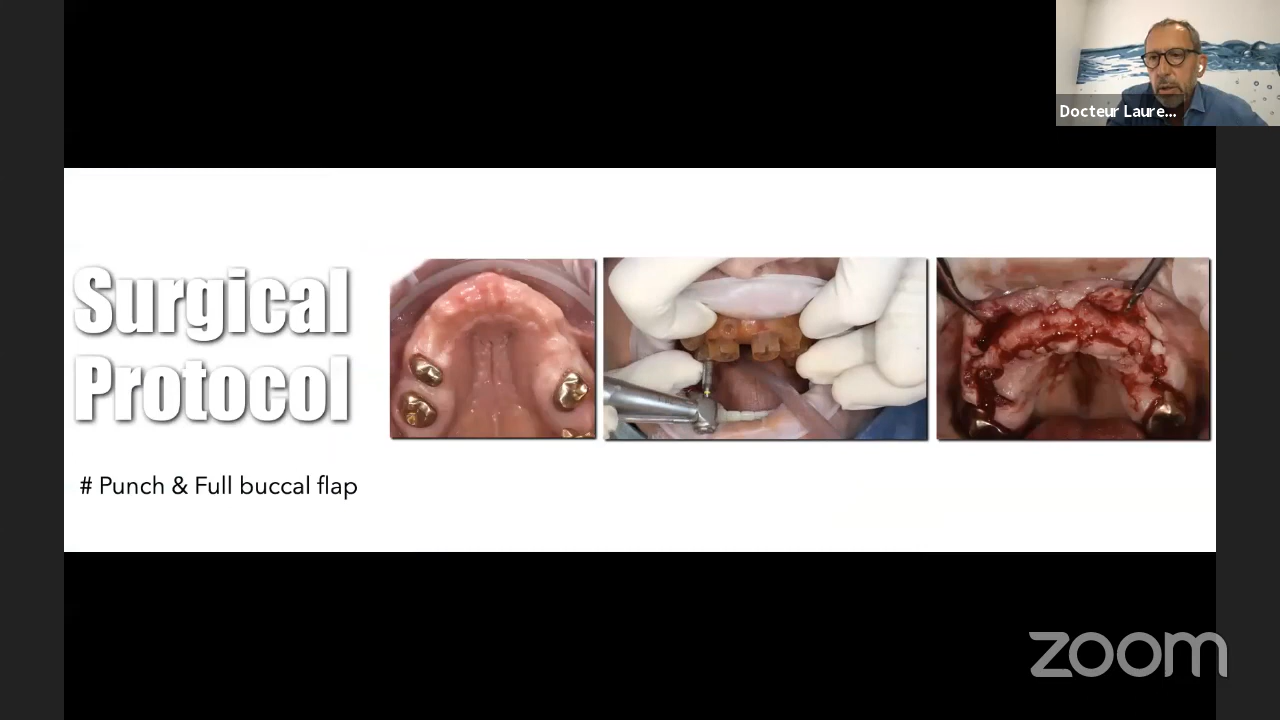 Docteur Laure...
Surgical
Protocol
# Punch & Full buccal flap
zoom